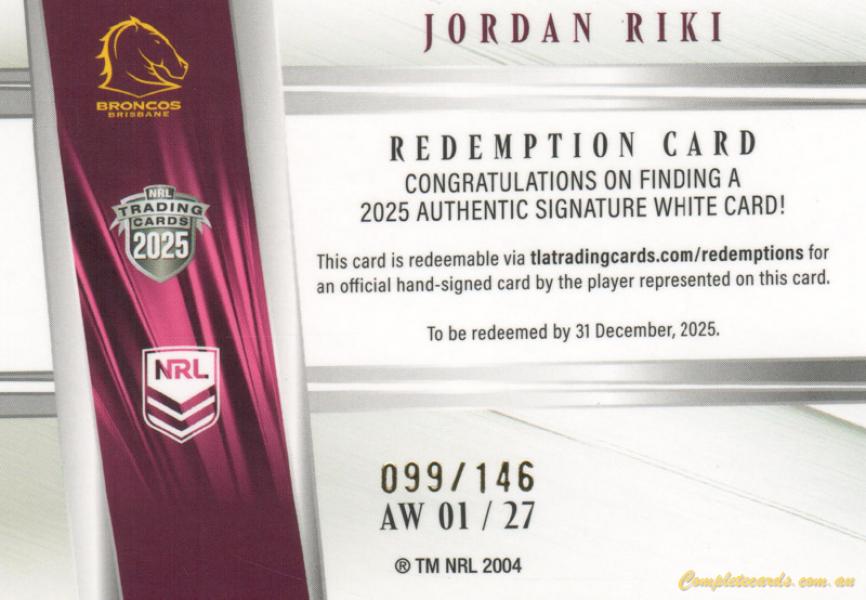 JORDAN RIKI
BRONCOS
BRISBANE
REDEMPTION CARD
CONGRATULATIONS ON FINDING A
2025 AUTHENTIC SIGNATURE WHITE CARD!
NRL
TRADING
CARDS
2025
This card is redeemable via tlatradingcards.com/redemptions for
an official hand-signed card by the player represented on this card.
To be redeemed by 31 December, 2025.
NRL
099/146
AW 01 / 27
® TM NRL 2004
Completecards.com.au